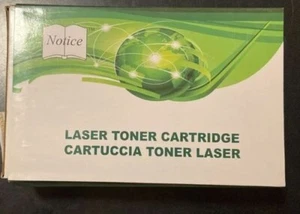 Notice
LASER TONER CARTRIDGE
CARTUCCIA TONER LASER